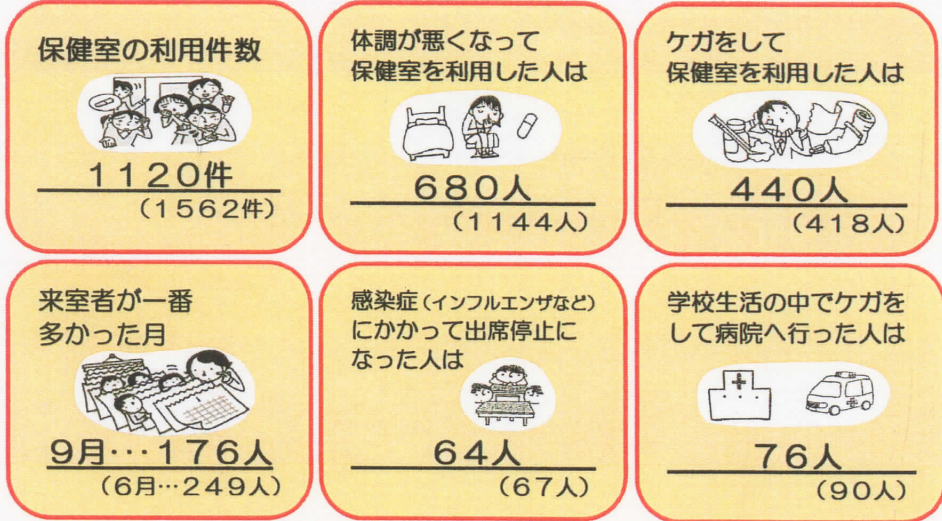 保健室の利用件数
1120件
(1562件)
体調が悪くなって
保健室を利用した人は
680人
(1144人)
ケガをして
保健室を利用した人は
440人
(418人)
来室者が一番
多かった月
9月…176人
(6月…249人)
感染症(インフルエンザなど)
にかかって出席停止に
なった人は
64人
(67人)
学校生活の中でケガを
して病院へ行った人は
76人
(90人)